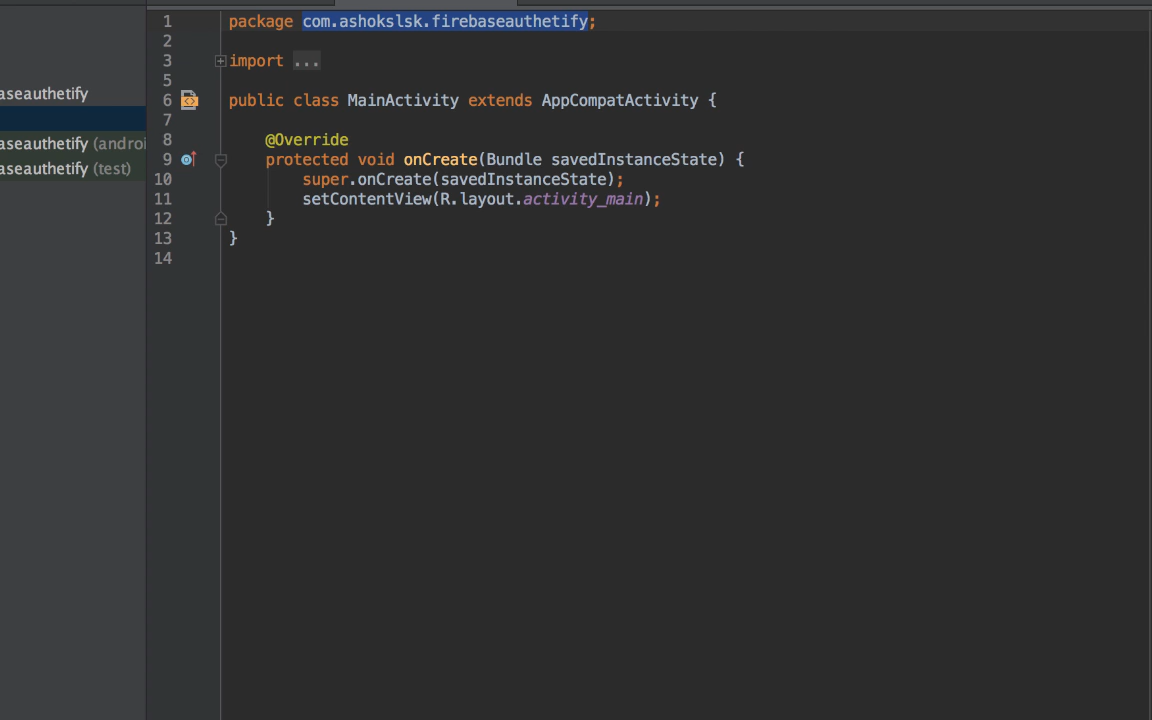 package com.ashokslsk.firebaseauthetify;
import ...
public class MainActivity extends AppCompatActivity {
@Override
protected void onCreate(Bundle savedInstanceState) {
super.onCreate(savedInstanceState);
setContentView(R.layout.activity_main);
}
}
1
2
3
5
6
7
8
9
10
11
12
13
14
aseauthetify
aseauthetify (androi
aseauthetify (test)